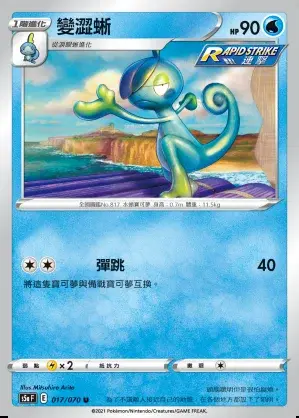 1階進化
變澀蜥
HP 90
從淚眼蜥進化
RAPID STRIKE
連擊
全國圖鑑No.817 水蜥寶可夢 身高:0.7m 體重:11.5kg
彈跳 40
將這隻寶可夢與備戰寶可夢互換。
弱點 ×2 抵抗力 撤退
Illus. Mitsuhiro Arita
s5a F E 017/070 U
©2021 Pokémon/Nintendo/Creatures/GAME FREAK.